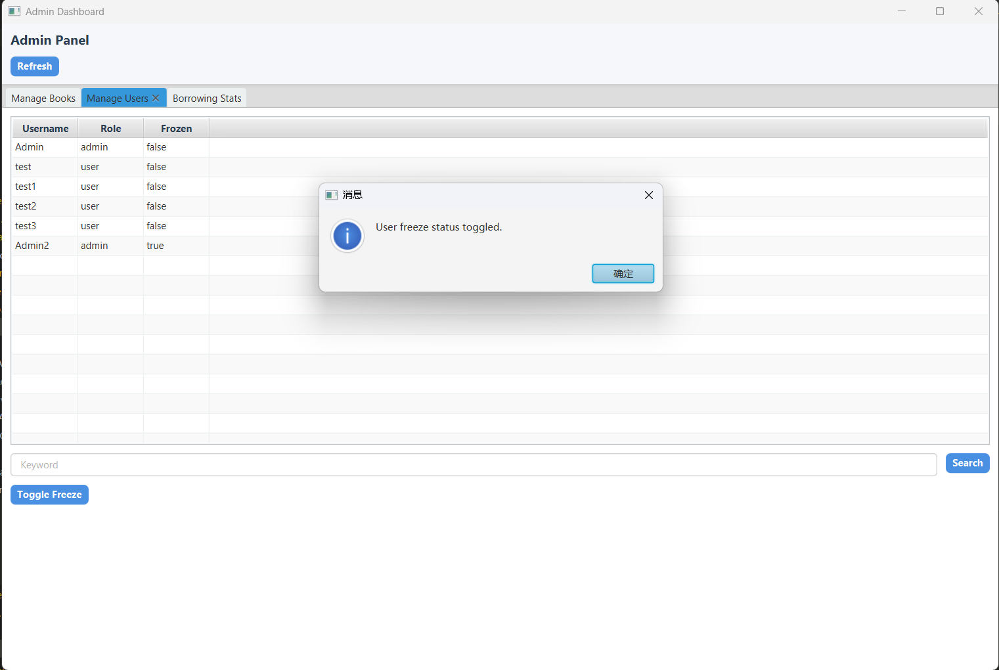 Admin Dashboard
Admin Panel
Refresh
Manage Books Manage Users Borrowing Stats
Username Role Frozen
Admin admin false
test user false
test1 user false
test2 user false
test3 user false
Admin2 admin true
消息
User freeze status toggled.
确定
Keyword Search
Toggle Freeze